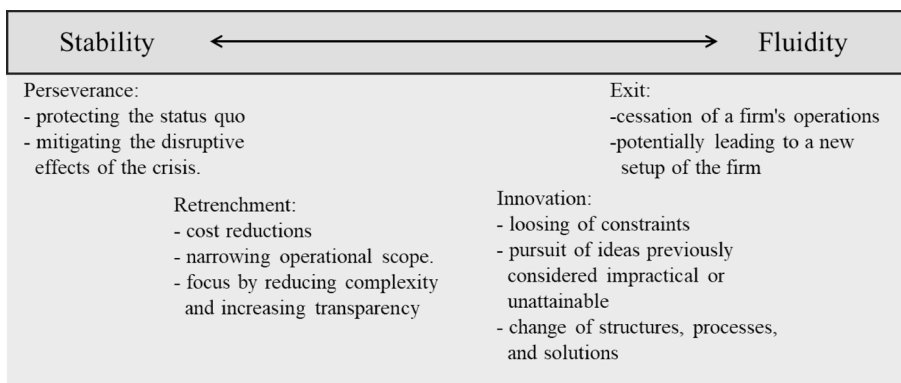 Stability
Fluidity
Perseverance:
- protecting the status quo
- mitigating the disruptive
effects of the crisis.
Exit:
-cessation of a firm's operations
-potentially leading to a new
setup of the firm
Retrenchment:
- cost reductions
- narrowing operational scope.
- focus by reducing complexity
and increasing transparency
Innovation:
- loosing of constraints
- pursuit of ideas previously
considered impractical or
unattainable
- change of structures, processes,
and solutions